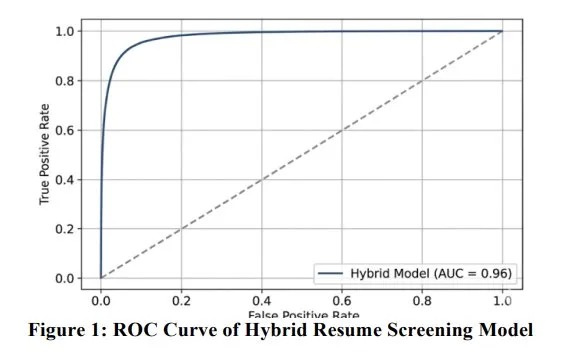 1.0
0.8
0.6
0.4
0.2
0.0
True Positive Rate
Hybrid Model (AUC = 0.96)
0.0 0.2 0.4 0.6 0.8 1.0
False Positive Rate
Figure 1: ROC Curve of Hybrid Resume Screening Model